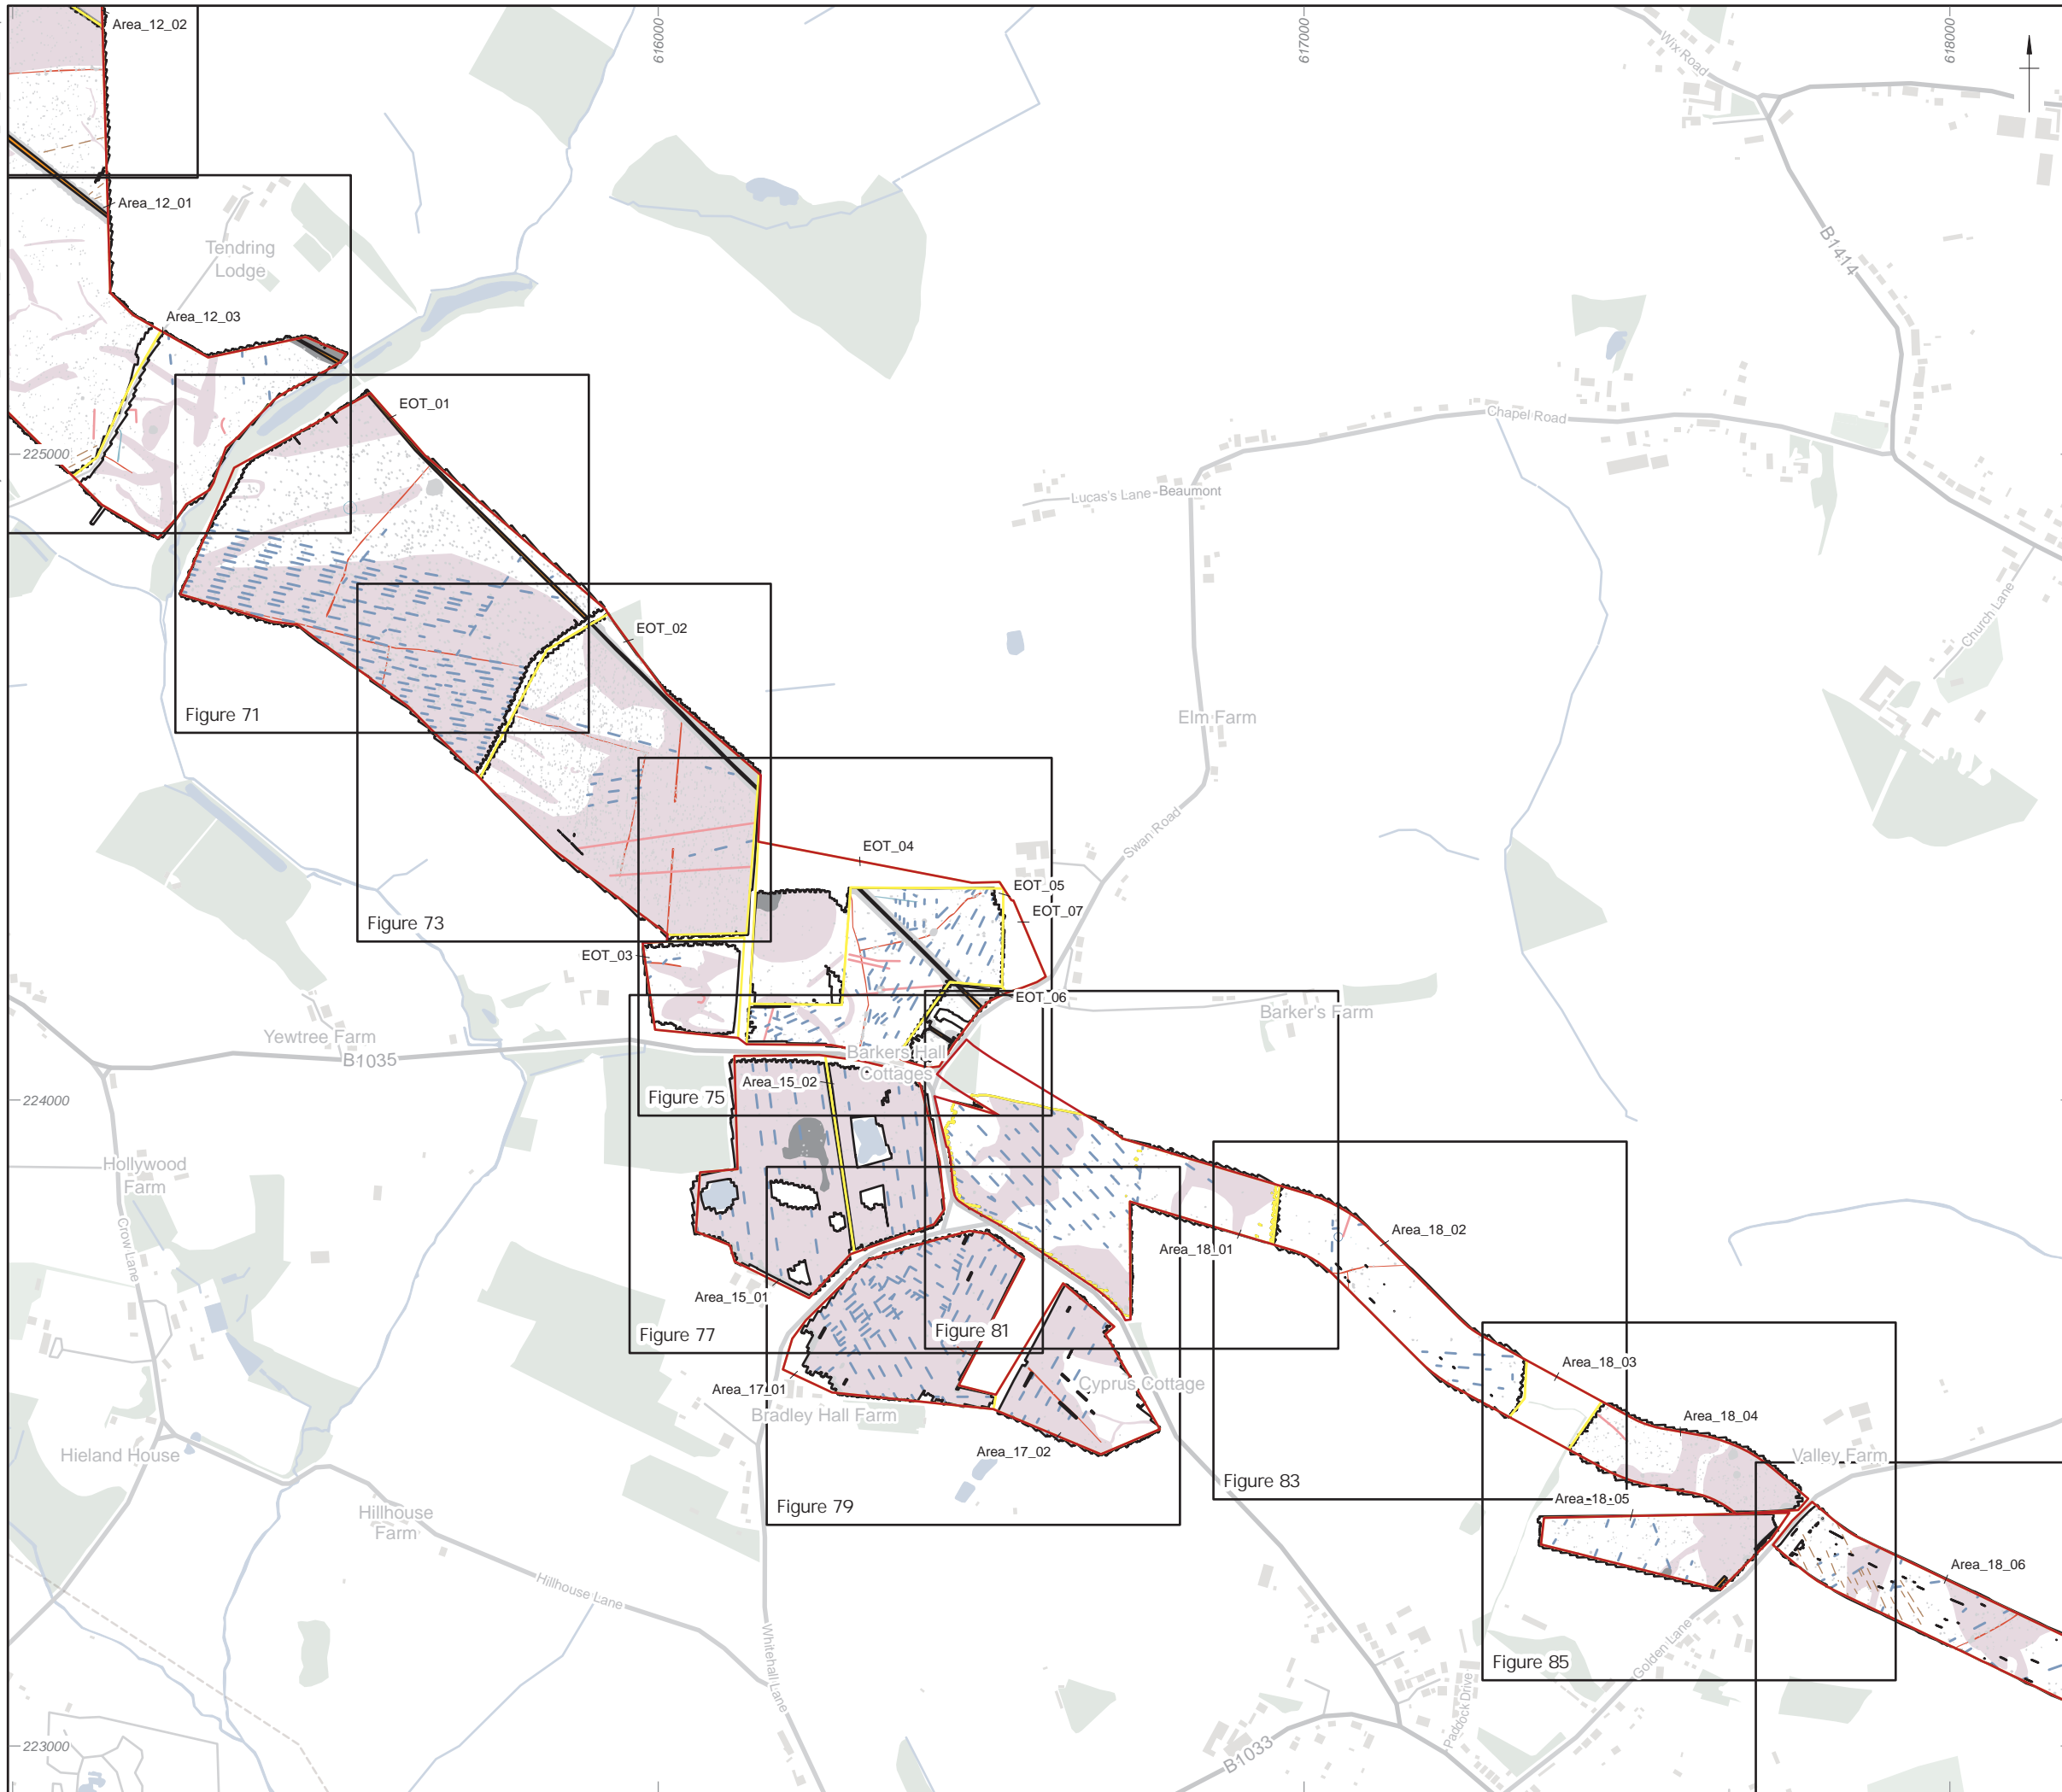 Area_12_02
616000
617000
618000
Wix Road
Area_12_01
Tendring
Lodge
B1414
Area_12_03
EOT_01
Chapel Road
225000
Lucas's Lane
Beaumont
Church Lane
EOT_02
Figure 71
Elm Farm
Swan Road
EOT_04
EOT_05
EOT_07
Figure 73
EOT_03
EOT_06
Barker's Farm
Yewtree Farm
B1035
Barkers Hall
Cottages
Area_15_02
Figure 75
224000
Hollywood
Farm
Crow Lane
Area_18_01
Area_18_02
Area_15_01
Figure 77
Figure 81
Area_18_03
Area_17_01
Cyprus Cottage
Bradley Hall Farm
Area_18_04
Area_17_02
Hieland House
Valley Farm
Figure 83
Area_18_05
Figure 79
Hillhouse
Farm
Area_18_06
Hillhouse Lane
Whitehall Lane
Golden Lane
Figure 85
Paddock Drive
223000
B1033